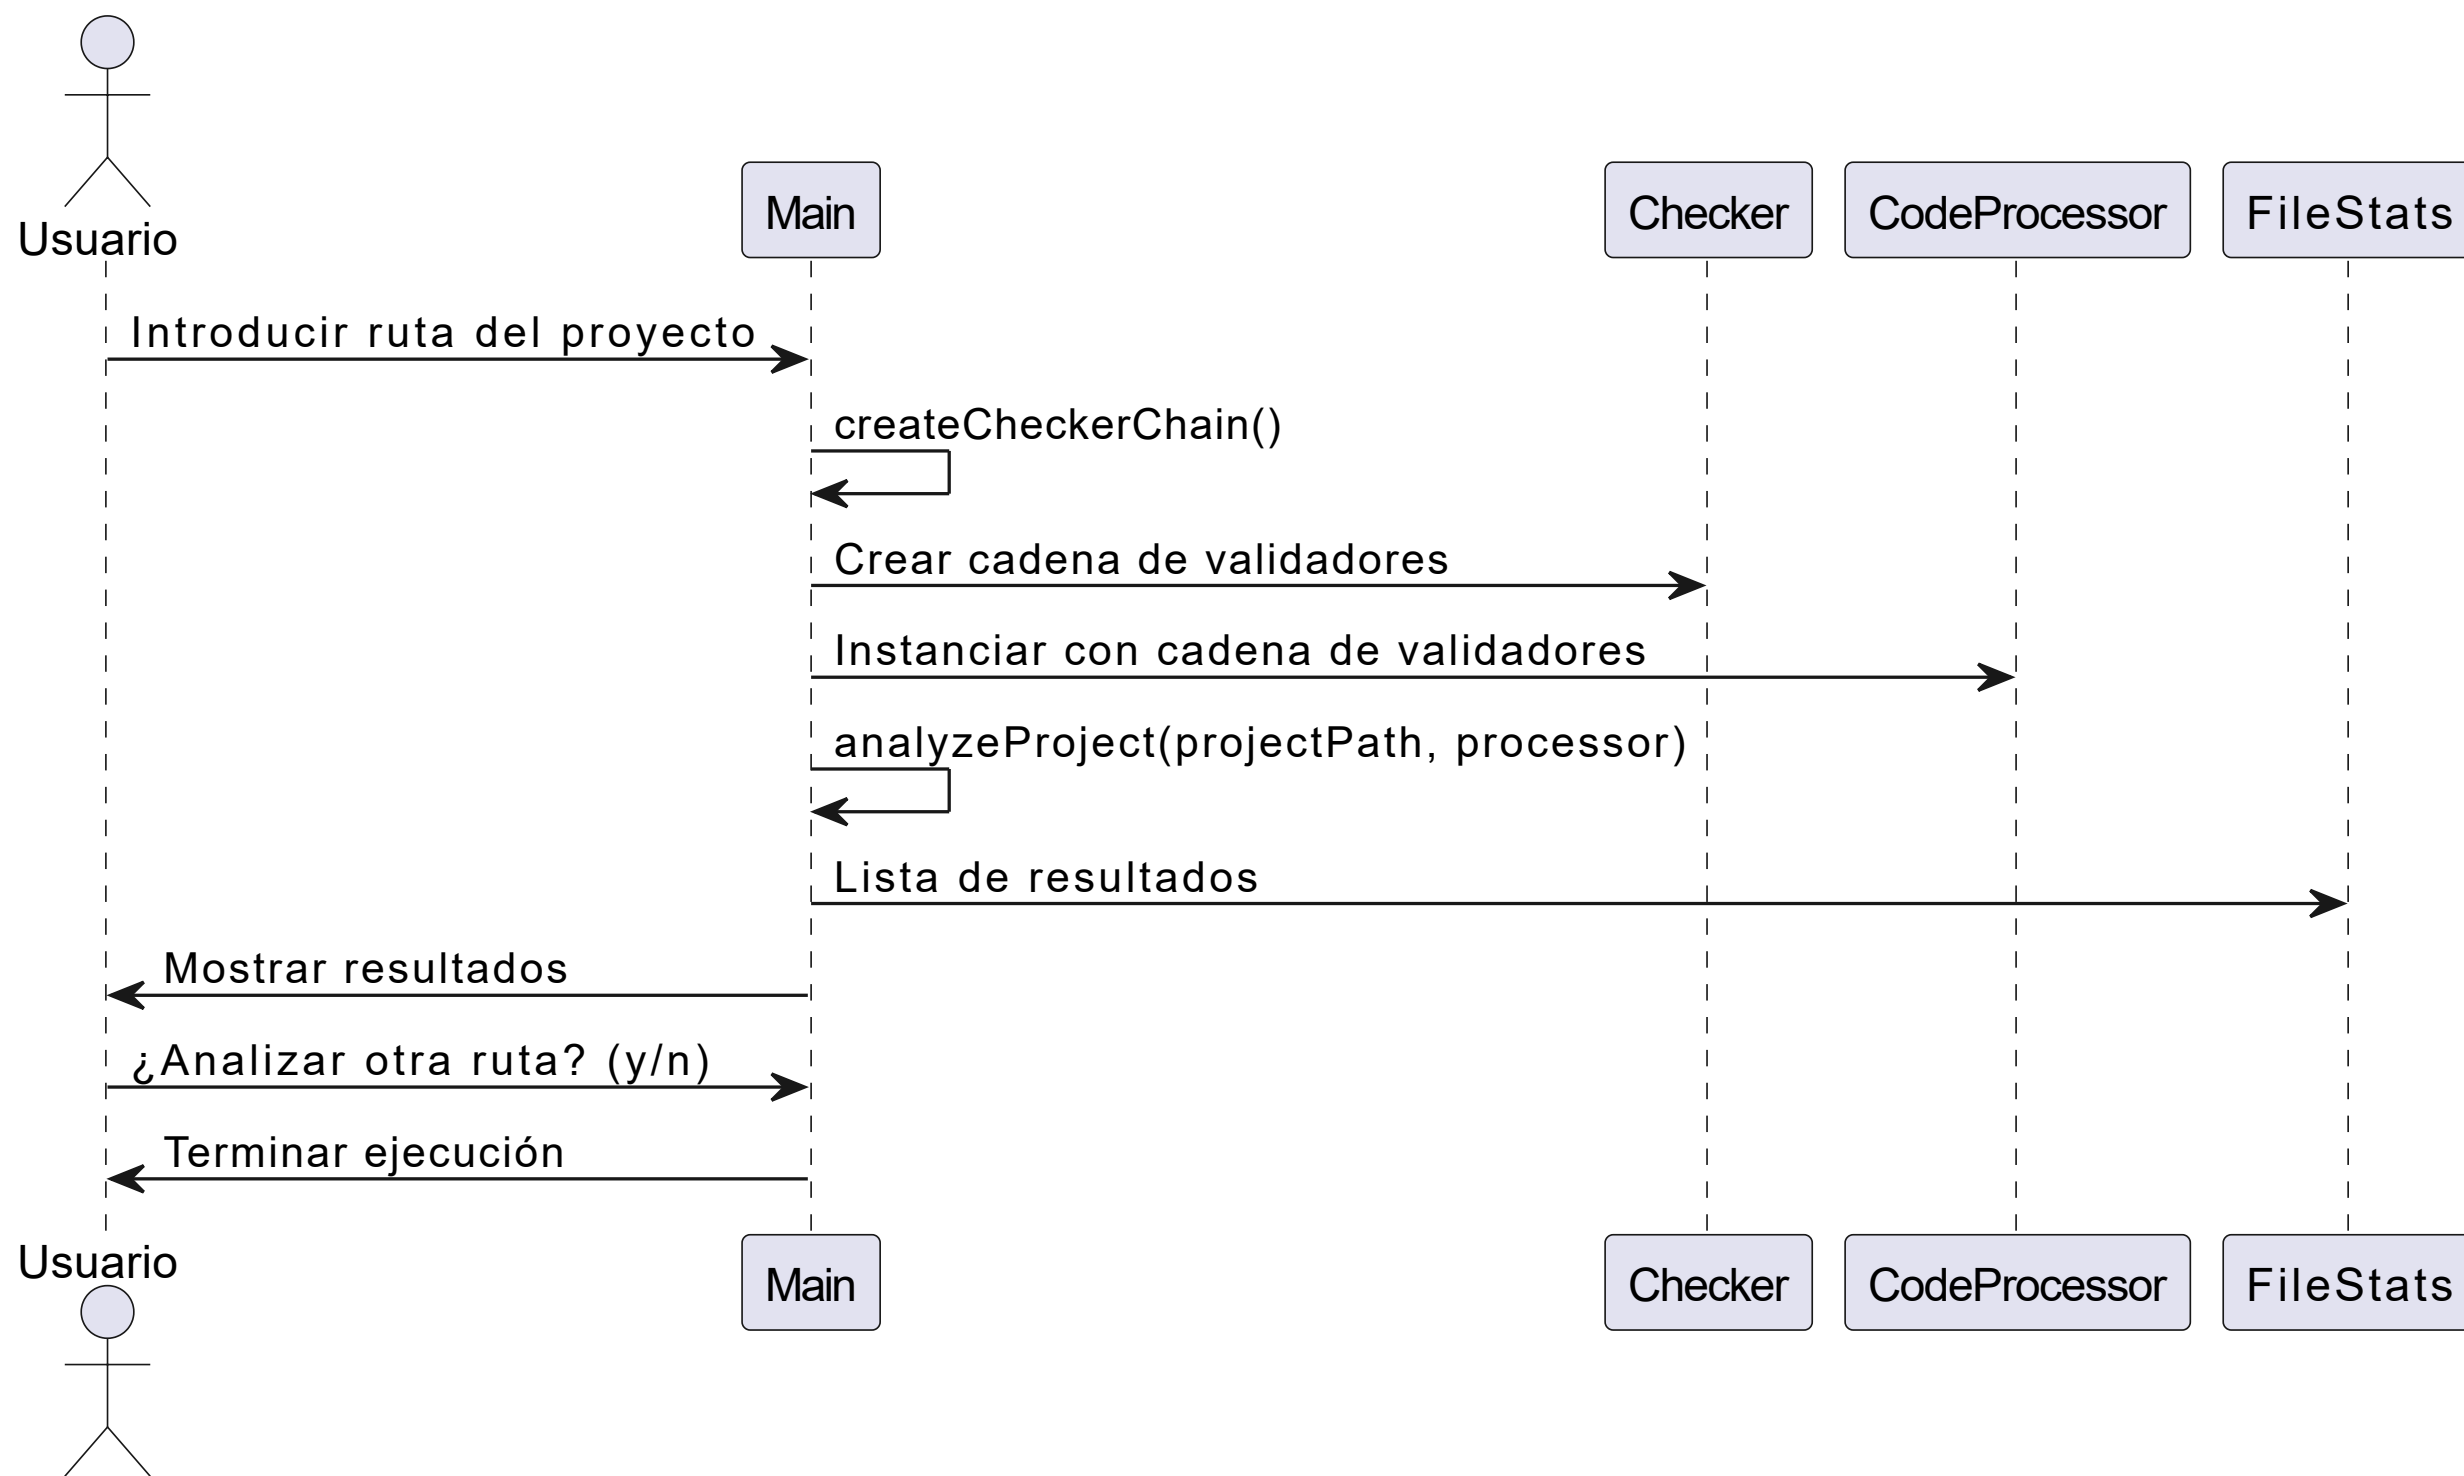 Usuario
Main
Checker
CodeProcessor
FileStats
Introducir ruta del proyecto
createCheckerChain()
Crear cadena de validadores
Instanciar con cadena de validadores
analyzeProject(projectPath, processor)
Lista de resultados
Mostrar resultados
¿Analizar otra ruta? (y/n)
Terminar ejecución
Usuario
Main
Checker
CodeProcessor
FileStats